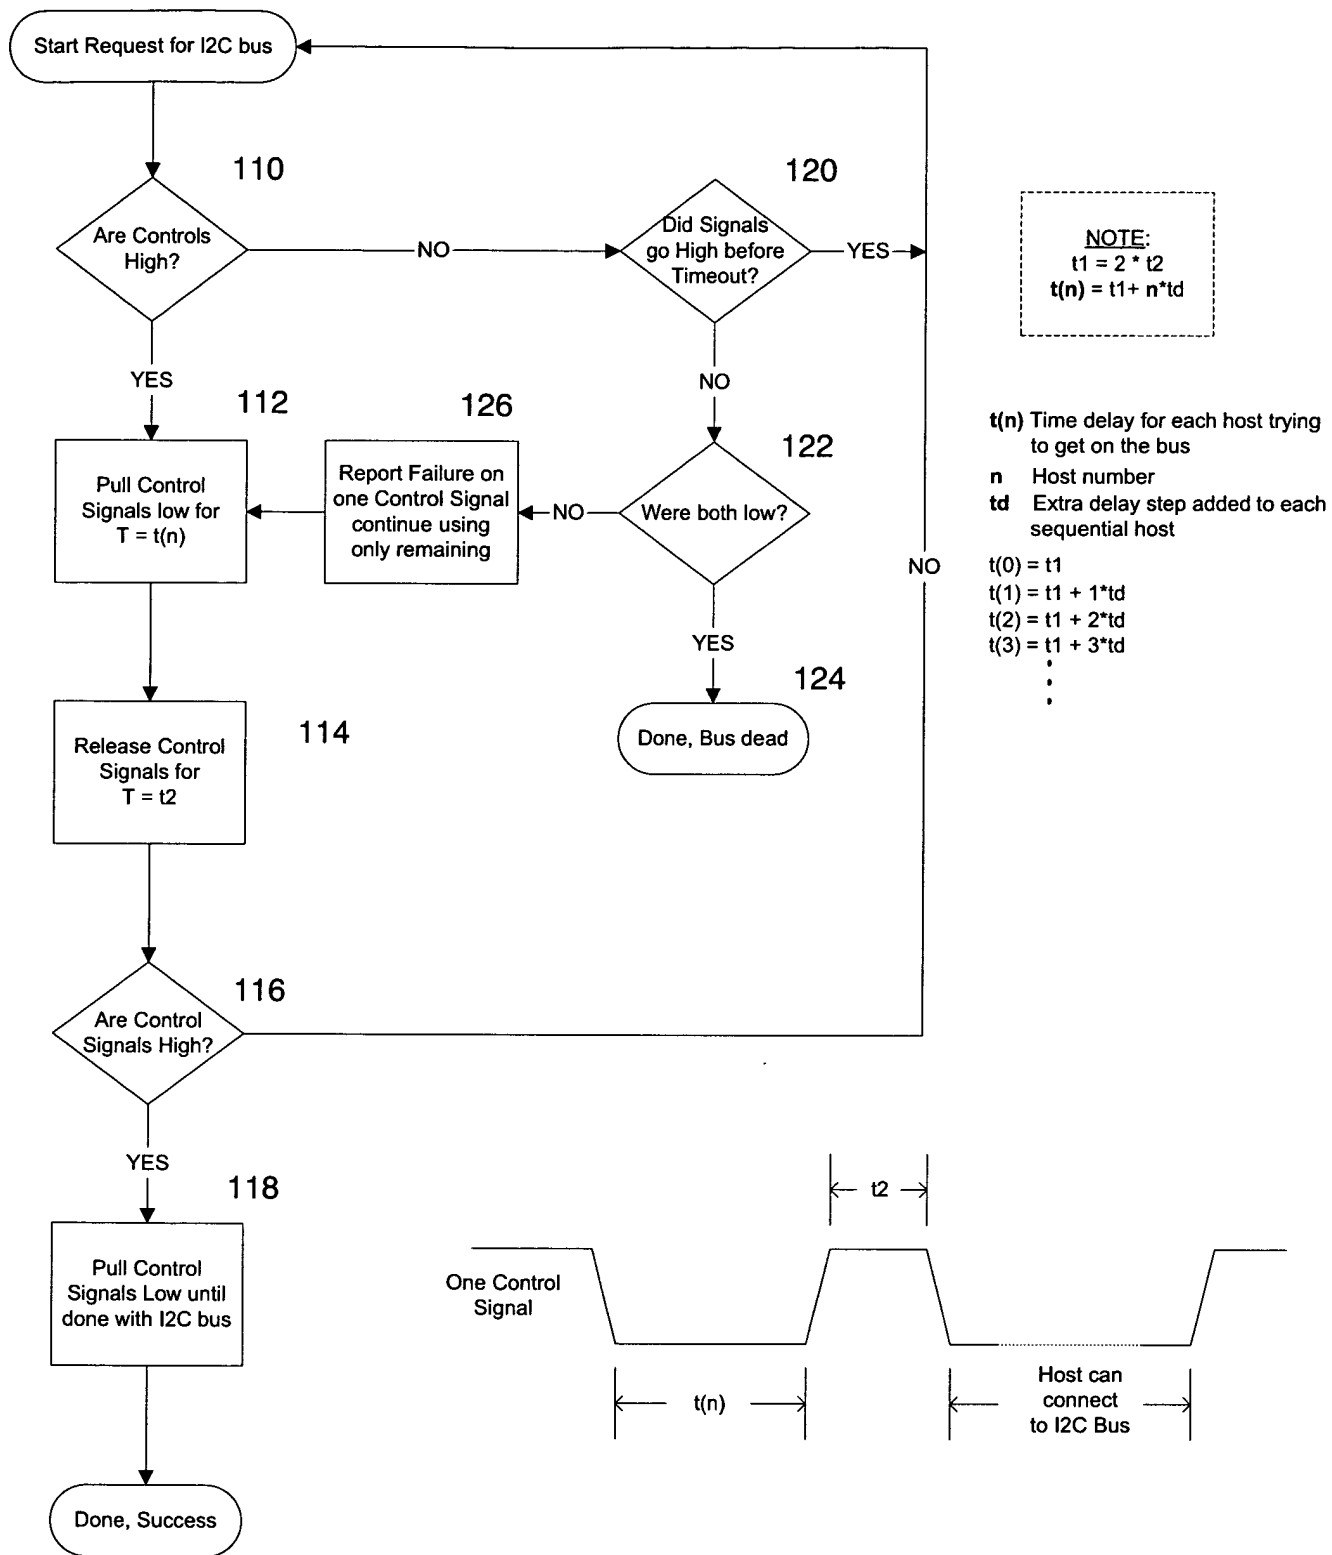 Start Request for I2C bus
110
Are Controls
High?
NO
120
Did Signals
go High before
Timeout?
YES
NOTE:
t1 = 2 * t2
t(n) = t1+ n*td
YES
NO
112
Pull Control
Signals low for
T = t(n)
126
Report Failure on
one Control Signal
continue using
only remaining
NO
122
Were both low?
t(n) Time delay for each host trying
to get on the bus
n Host number
td Extra delay step added to each
sequential host
t(0) = t1
t(1) = t1 + 1*td
t(2) = t1 + 2*td
t(3) = t1 + 3*td
NO
YES
124
Done, Bus dead
114
Release Control
Signals for
T = t2
116
Are Control
Signals High?
YES
118
Pull Control
Signals Low until
done with I2C bus
Done, Success
t2
One Control
Signal
t(n)
Host can
connect
to I2C Bus